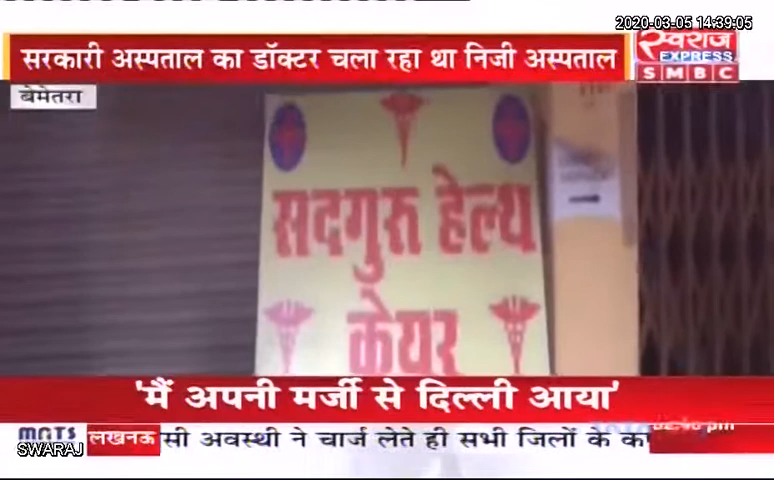 2020-03-05 14:39:05
सरकारी अस्पताल का डॉक्टर चला रहा था निजी अस्पताल
स्वराज
EXPRESS
SMBC
बेमेतरा
सदगुरु हेल्थ
केयर
'मैं अपनी मर्जी से दिल्ली आया'
लखनऊ
सी अवस्थी ने चार्ज लेते ही सभी जिलों के
SWARAJ